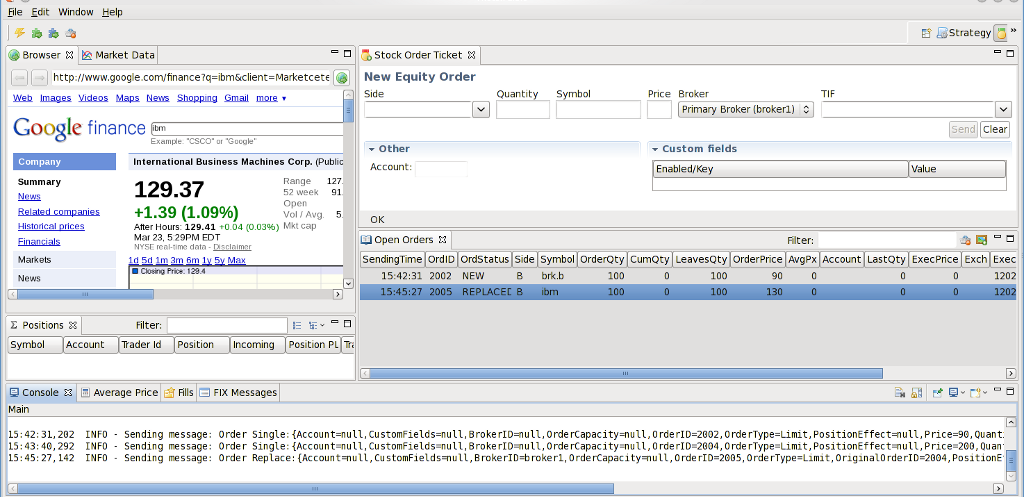 File Edit Window Help
Strategy »
Browser Market Data
http://www.google.com/finance?q=ibm&client=Marketcete
Web Images Videos Maps News Shopping Gmail more ▼
Google finance ibm
Example: "CSCO" or "Google"
Company
International Business Machines Corp. (Public
Summary
News
Related companies
Historical prices
Financials
Markets
News
129.37
+1.39 (1.09%)
After Hours: 129.41 +0.04 (0.03%)
Mar 23, 5:29PM EDT
NYSE real-time data - Disclaimer
Range 127.
52 week 91.
Open
Vol / Avg. 5.
Mkt cap
1d 5d 1m 3m 6m 1y 5y Max
Closing Price: 129.4
Σ Positions Filter:
Symbol Account Trader Id Position Incoming Position PL Tra
Stock Order Ticket
New Equity Order
Side Quantity Symbol Price Broker TIF
Primary Broker (broker1)
Send Clear
Other
Account:
Custom fields
Enabled/Key Value
OK
Open Orders Filter:
SendingTime OrdID OrdStatus Side Symbol OrderQty CumQty LeavesQty OrderPrice AvgPx Account LastQty ExecPrice Exch Exec
15:42:31 2002 NEW B brk.b 100 0 100 90 0 0 0 1202
15:45:27 2005 REPLACED B ibm 100 0 100 130 0 0 0 1202
Console Average Price Fills FIX Messages
Main
15:42:31,202 INFO - Sending message: Order Single:{Account=null,CustomFields=null,BrokerID=null,OrderCapacity=null,OrderID=2002,OrderType=Limit,PositionEffect=null,Price=90,Quanti
15:43:40,292 INFO - Sending message: Order Single:{Account=null,CustomFields=null,BrokerID=null,OrderCapacity=null,OrderID=2004,OrderType=Limit,PositionEffect=null,Price=200,Quan
15:45:27,142 INFO - Sending message: Order Replace:{Account=null,CustomFields=null,BrokerID=broker1,OrderCapacity=null,OrderID=2005,OrderType=Limit,OriginalOrderID=2004,PositionE